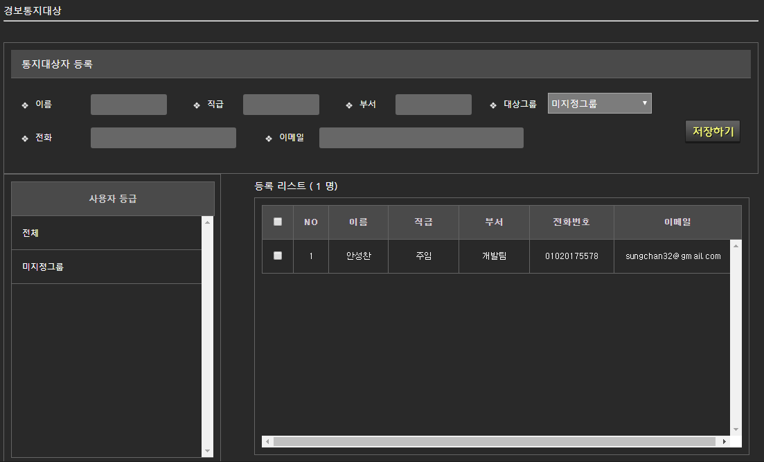 경보통지대상
통지대상자 등록
❖ 이름 ❖ 직급 ❖ 부서 ❖ 대상그룹 미지정그룹
❖ 전화 ❖ 이메일 저장하기
사용자 등급
전체
미지정그룹
등록 리스트 ( 1 명)
NO 이름 직급 부서 전화번호 이메일
1 안성찬 주임 개발팀 01020175578 sungchan32@gmail.com